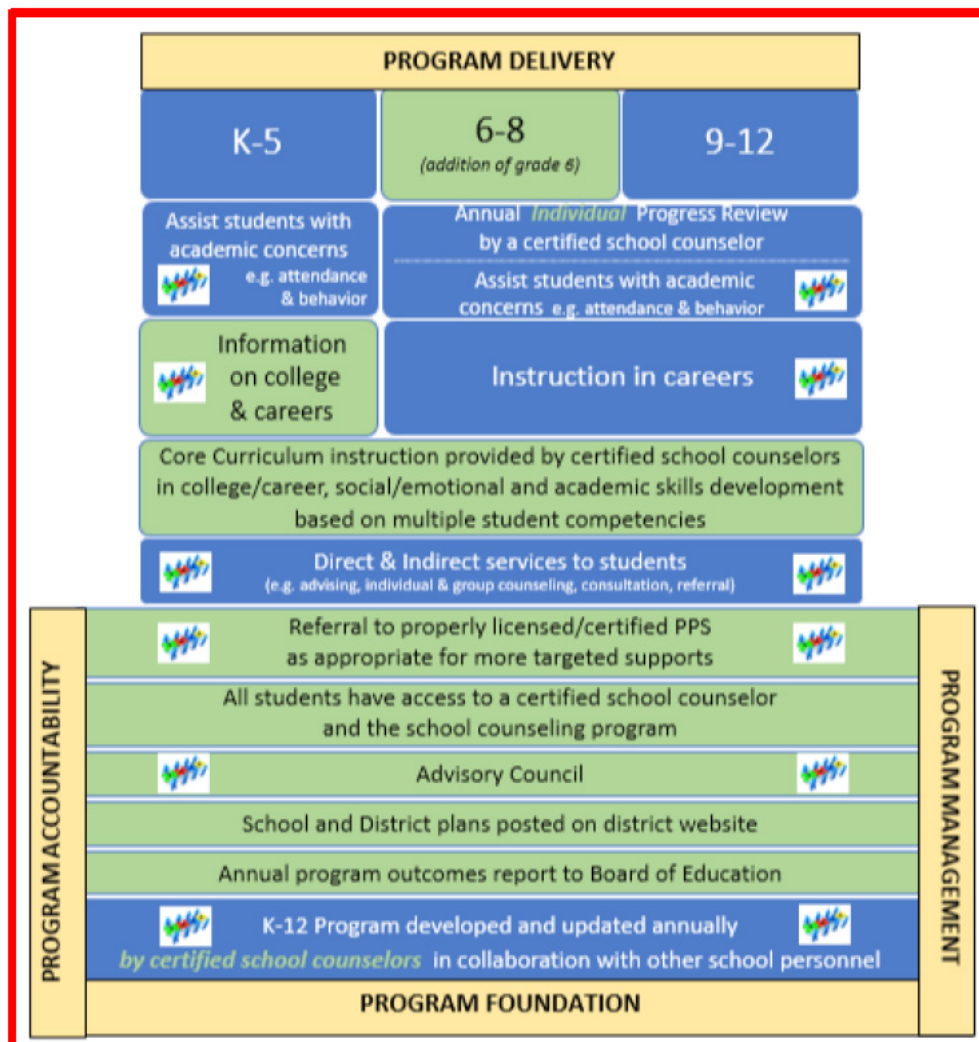 PROGRAM DELIVERY
K-5
6-8
(addition of grade 6)
9-12
Assist students with
academic concerns
e.g. attendance
& behavior
Annual Individual Progress Review
by a certified school counselor
Assist students with academic
concerns e.g. attendance & behavior
Information
on college
& careers
Instruction in careers
Core Curriculum instruction provided by certified school counselors
in college/career, social/emotional and academic skills development
based on multiple student competencies
Direct & Indirect services to students
(e.g. advising, individual & group counseling, consultation, referral)
PROGRAM ACCOUNTABILITY
Referral to properly licensed/certified PPS
as appropriate for more targeted supports
All students have access to a certified school counselor
and the school counseling program
Advisory Council
School and District plans posted on district website
Annual program outcomes report to Board of Education
K-12 Program developed and updated annually
by certified school counselors in collaboration with other school personnel
PROGRAM MANAGEMENT
PROGRAM FOUNDATION